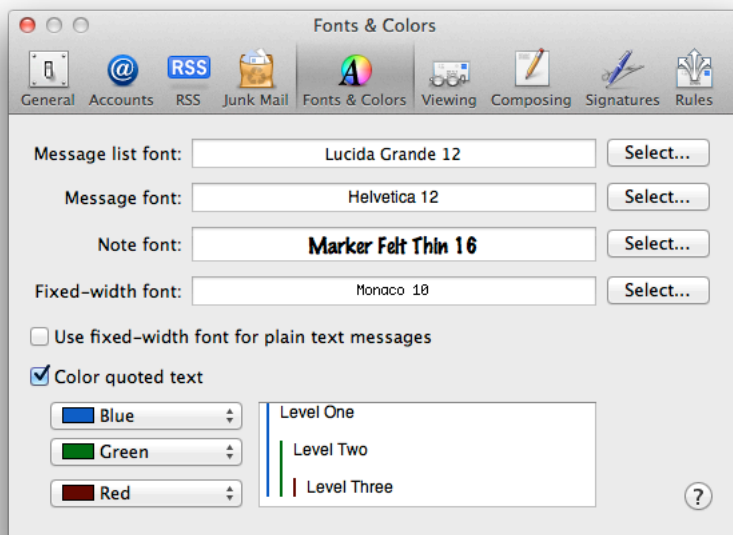 Fonts & Colors
RSS
General Accounts RSS Junk Mail Fonts & Colors Viewing Composing Signatures Rules
Message list font: Lucida Grande 12 Select...
Message font: Helvetica 12 Select...
Note font: Marker Felt Thin 16 Select...
Fixed-width font: Monaco 10 Select...
Use fixed-width font for plain text messages
Color quoted text
Blue Level One
Green Level Two
Red Level Three
?